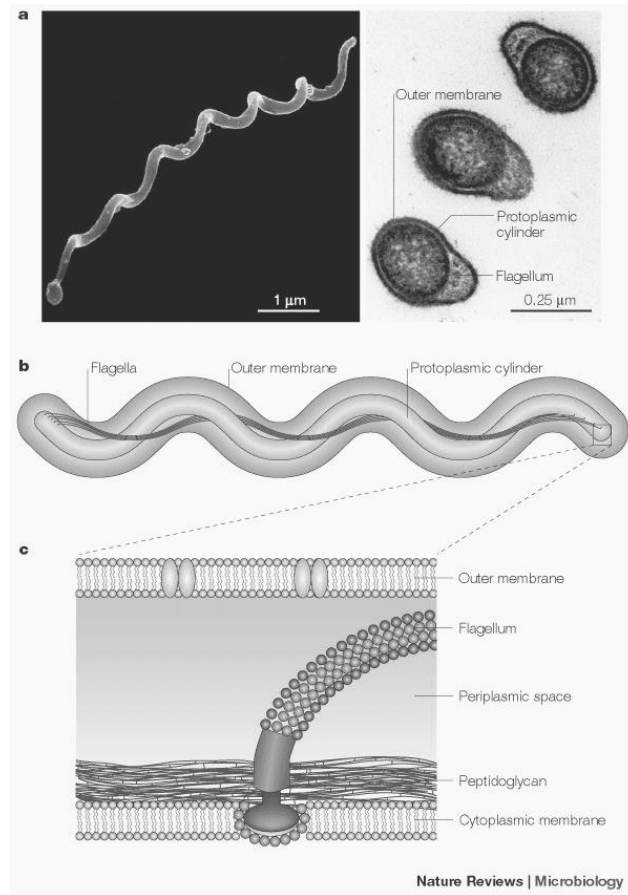 a
Outer membrane
Protoplasmic
cylinder
Flagellum
1 μm
0.25 μm
b
Flagella
Outer membrane
Protoplasmic cylinder
c
Outer membrane
Flagellum
Periplasmic space
Peptidoglycan
Cytoplasmic membrane
Nature Reviews | Microbiology